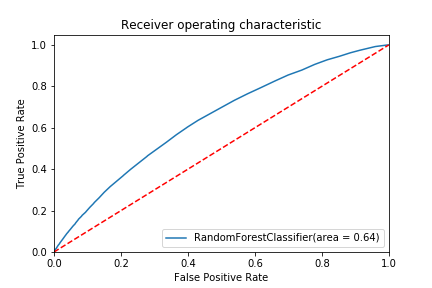 Receiver operating characteristic
1.0
0.8
0.6
0.4
0.2
0.0
True Positive Rate
RandomForestClassifier(area = 0.64)
0.0 0.2 0.4 0.6 0.8 1.0
False Positive Rate